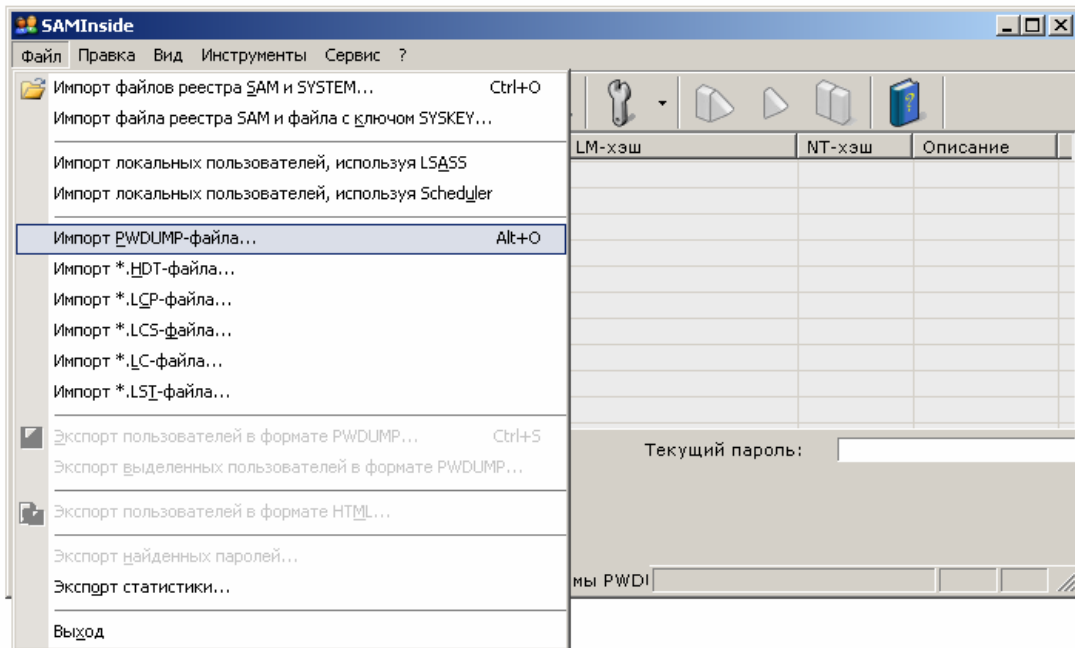 SAMInside
Файл Правка Вид Инструменты Сервис ?
Импорт файлов реестра SAM и SYSTEM... Ctrl+O
Импорт файла реестра SAM и файла с ключом SYSKEY...
LM-хэш NT-хэш Описание
Импорт локальных пользователей, используя LSASS
Импорт локальных пользователей, используя Scheduler
Импорт PWDUMP-файла... Alt+O
Импорт *.HDT-файла...
Импорт *.LCP-файла...
Импорт *.LCS-файла...
Импорт *.LC-файла...
Импорт *.LST-файла...
Экспорт пользователей в формате PWDUMP... Ctrl+S
Текущий пароль:
Экспорт выделенных пользователей в формате PWDUMP...
Экспорт пользователей в формате HTML...
Экспорт найденных паролей...
Экспорт статистики...
мы PWDI
Выход